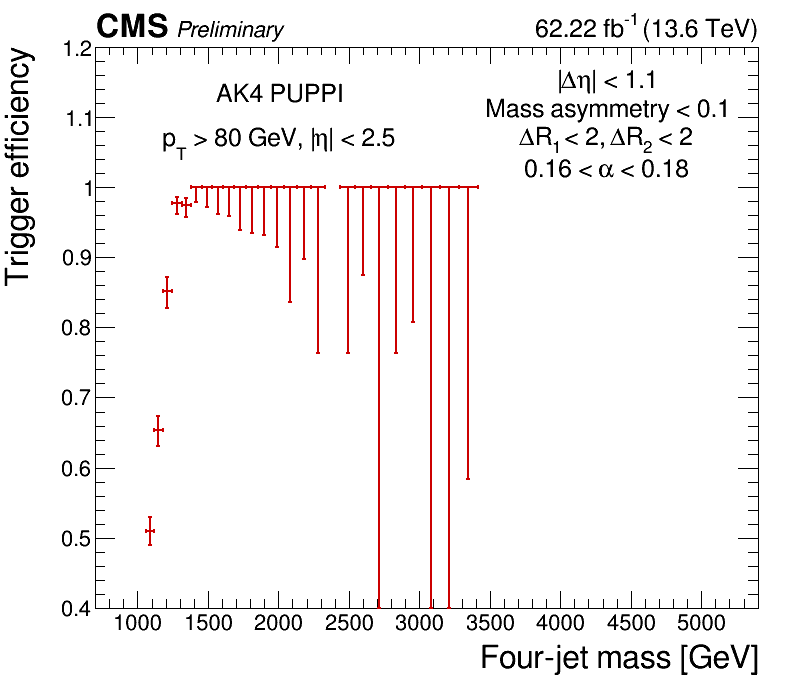 CMS Preliminary 62.22 fb⁻¹ (13.6 TeV)
AK4 PUPPI
p_T > 80 GeV, |η| < 2.5
|Δη| < 1.1
Mass asymmetry < 0.1
ΔR₁ < 2, ΔR₂ < 2
0.16 < α < 0.18
Trigger efficiency
1.2
1.1
1
0.9
0.8
0.7
0.6
0.5
0.4
1000 1500 2000 2500 3000 3500 4000 4500 5000
Four-jet mass [GeV]